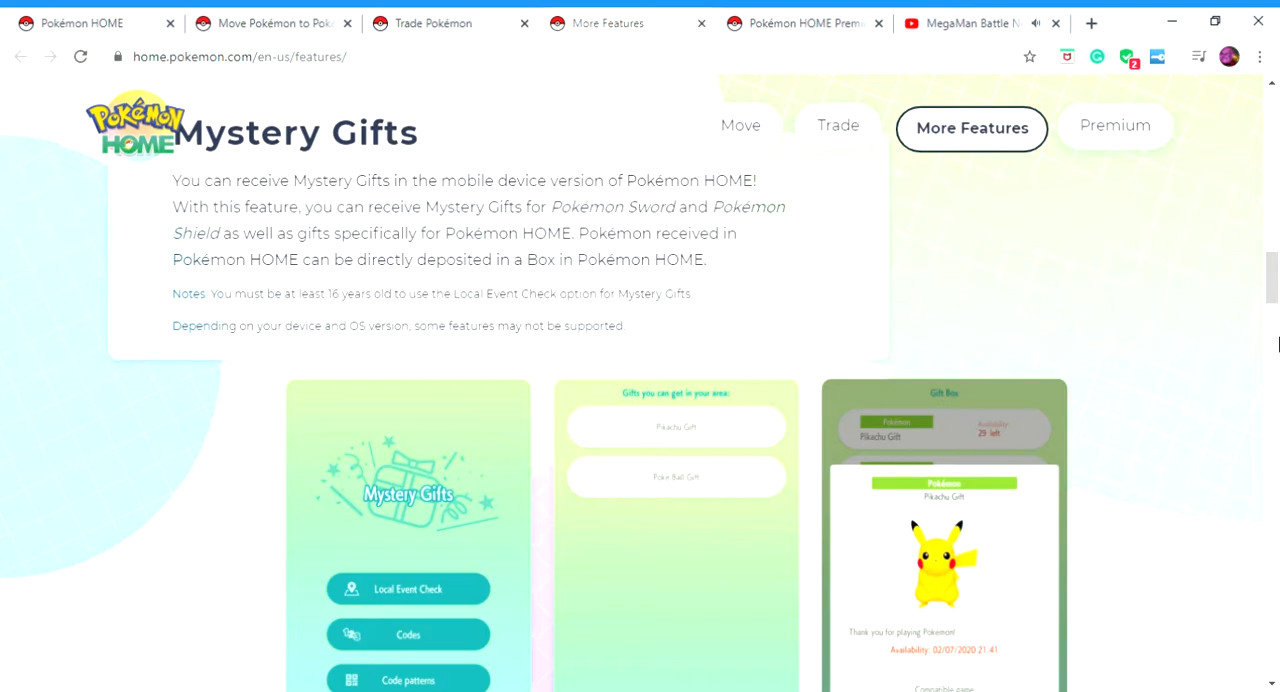 Pokémon HOME
Move Pokémon to Poke
Trade Pokémon
More Features
Pokémon HOME Prem
MegaMan Battle N
home.pokemon.com/en-us/features/
2
POKÉMON
HOME
Mystery Gifts
Move
Trade
More Features
Premium
You can receive Mystery Gifts in the mobile device version of Pokémon HOME!
With this feature, you can receive Mystery Gifts for Pokémon Sword and Pokémon
Shield as well as gifts specifically for Pokémon HOME. Pokémon received in
Pokémon HOME can be directly deposited in a Box in Pokémon HOME.
Notes: You must be at least 16 years old to use the Local Event Check option for Mystery Gifts
Depending on your device and OS version, some features may not be supported.
Mystery Gifts
Local Event Check
Codes
Code patterns
Gifts you can get in your area:
Pikachu Gift
Poké Ball Gift
Gift Box
Pokémon
Pikachu Gift
Availability:
29 left
Pokémon
Pikachu Gift
Thank you for playing Pokemon!
Availability: 02/07/2020 21:41
Compatible game